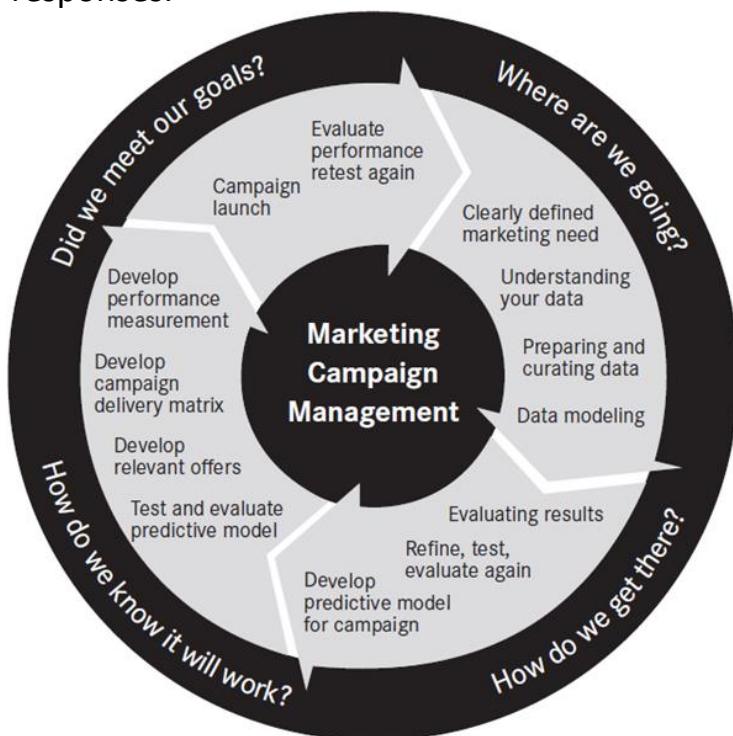 responses.
Where are we going?
Clearly defined
marketing need
Understanding
your data
Preparing and
curating data
Data modeling
How do we get there?
Evaluating results
Refine, test,
evaluate again
Develop
predictive model
for campaign
How do we know it will work?
Test and evaluate
predictive model
Develop
relevant offers
Develop
campaign
delivery matrix
Develop
performance
measurement
Did we meet our goals?
Campaign
launch
Evaluate
performance
retest again
Marketing
Campaign
Management